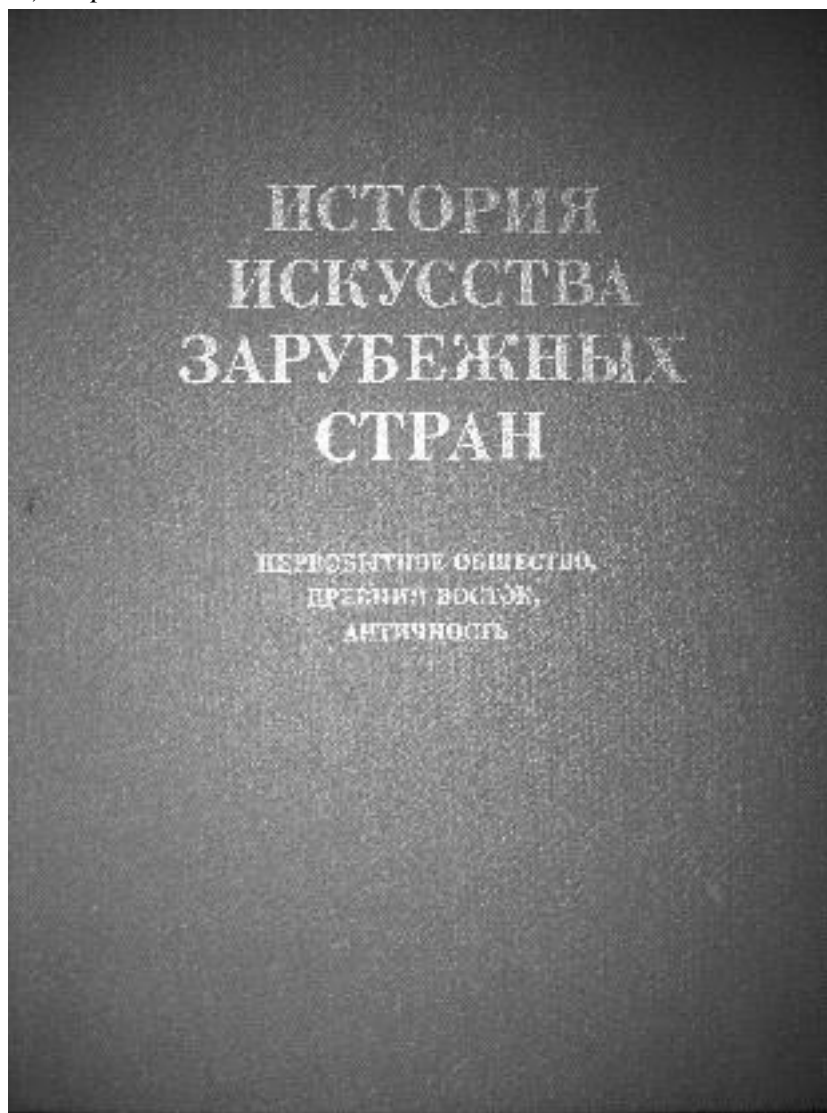 ИСТОРИЯ
ИСКУССТВА
ЗАРУБЕЖНЫХ
СТРАН
ПЕРВОБЫТНОЕ ОБЩЕСТВО,
ДРЕВНИЙ ВОСТОК,
АНТИЧНОСТЬ